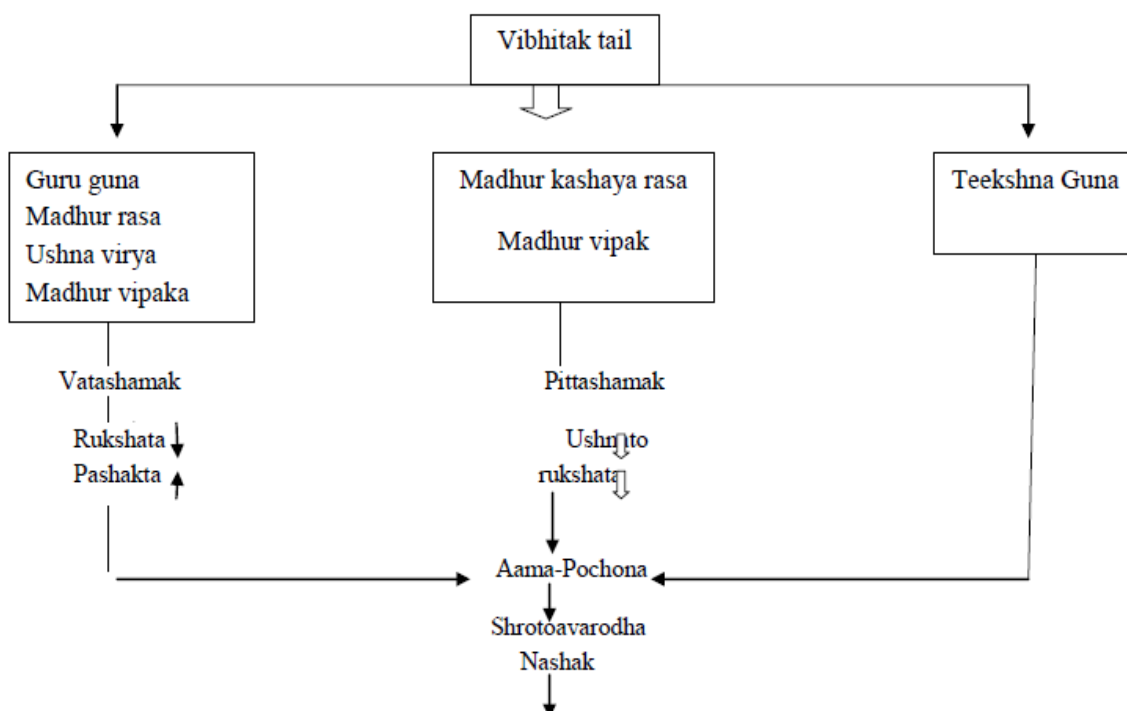 Vibhitak tail
Guru guna
Madhur rasa
Ushna virya
Madhur vipaka
Madhur kashaya rasa
Madhur vipak
Teekshna Guna
Vatashamak
Rukshata
Pashakta
Pittashamak
rukshata
Aama-Pochona
Shrotoavarodha
Nashak